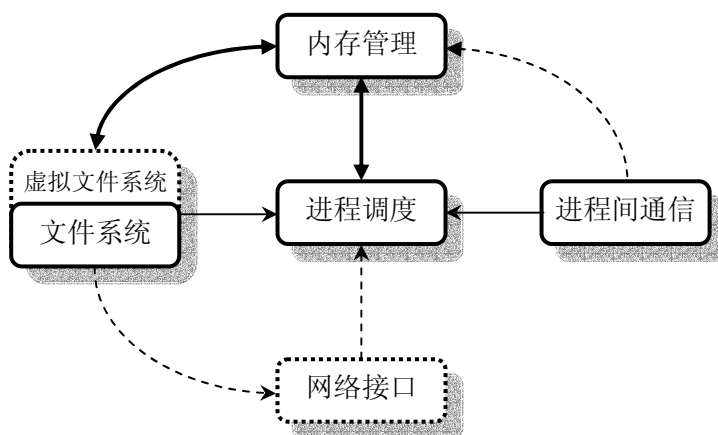 内存管理
虚拟文件系统
文件系统
进程调度
进程间通信
网络接口